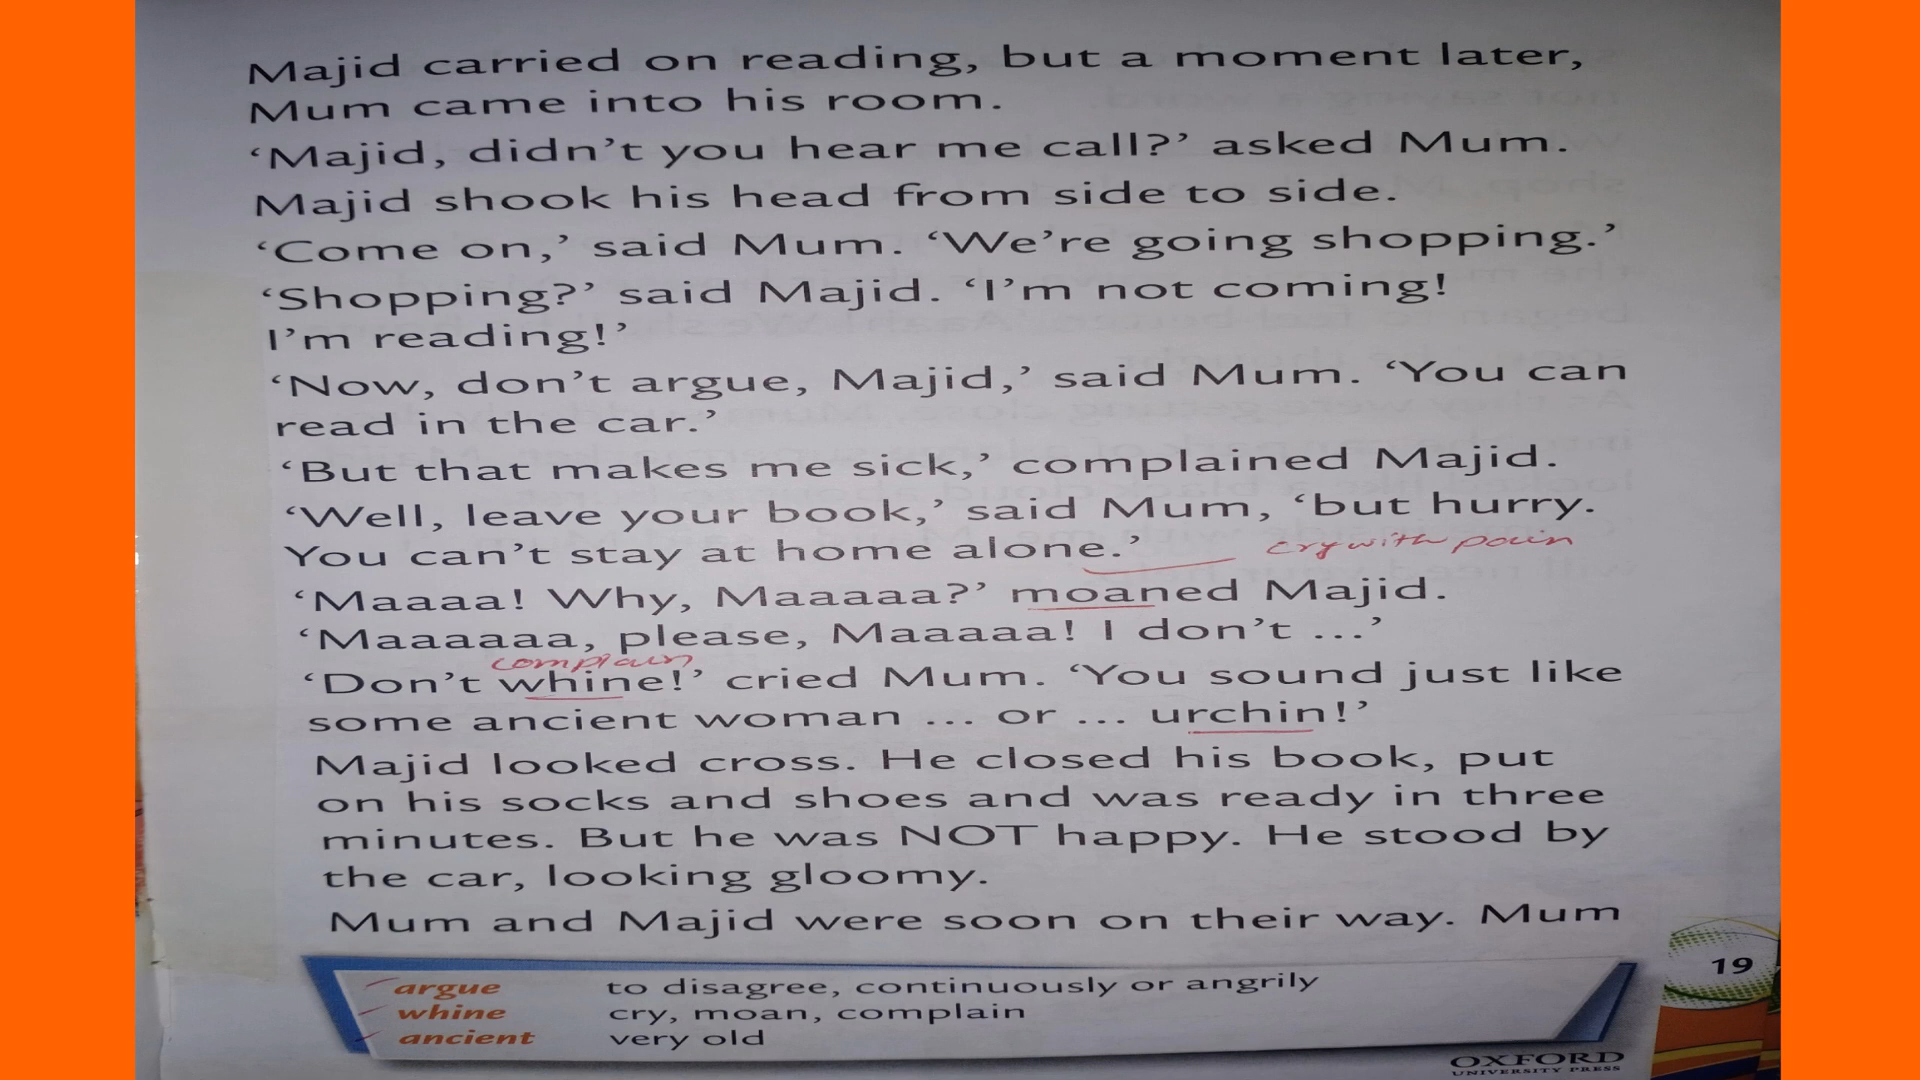 Majid carried on reading, but a moment later,
Mum came into his room.
‘Majid, didn’t you hear me call?’ asked Mum.
Majid shook his head from side to side.
‘Come on,’ said Mum. ‘We’re going shopping.’
‘Shopping?’ said Majid. ‘I’m not coming!
I’m reading!’
‘Now, don’t argue, Majid,’ said Mum. ‘You can
read in the car.’
‘But that makes me sick,’ complained Majid.
‘Well, leave your book,’ said Mum, ‘but hurry.
You can’t stay at home alone.’
cry with pain
‘Maaaa! Why, Maaaaa?’ moaned Majid.
‘Maaaaaaa, please, Maaaaa! I don’t ...’
complain
‘Don’t whine!’ cried Mum. ‘You sound just like
some ancient woman ... or ... urchin!’
Majid looked cross. He closed his book, put
on his socks and shoes and was ready in three
minutes. But he was NOT happy. He stood by
the car, looking gloomy.
Mum and Majid were soon on their way. Mum
argue to disagree, continuously or angrily
whine cry, moan, complain
ancient very old
19
OXFORD
UNIVERSITY PRESS